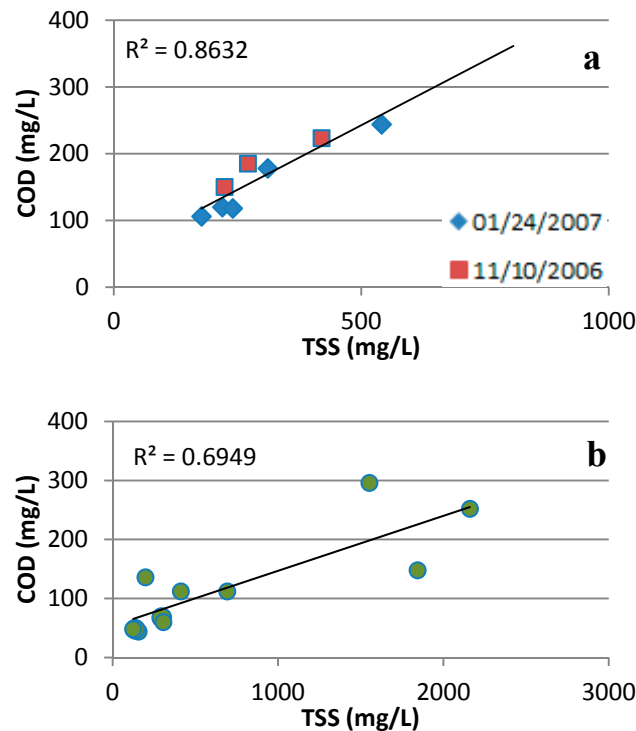 400
R² = 0.8632
a
300
200
100
0
COD (mg/L)
01/24/2007
11/10/2006
0 500 1000
TSS (mg/L)
400
R² = 0.6949
b
300
200
100
0
COD (mg/L)
0 1000 2000 3000
TSS (mg/L)